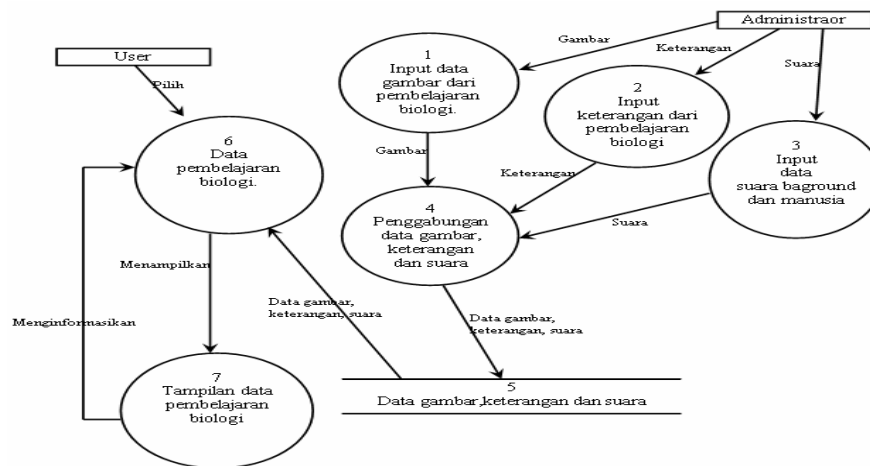 Administraor
User
Gambar
Keterangan
Suara
Pilih
1
Input data
gambar dari
pembelajaran
biologi.
2
Input
keterangan dari
pembelajaran
biologi
3
Input
data
suara baground
dan manusia
6
Data
pembelajaran
biologi.
Gambar
Keterangan
Suara
4
Penggabungan
data gambar,
keterangan
dan suara
Menampilkan
Data gambar,
keterangan, suara
Data gambar,
keterangan, suara
Menginformasikan
7
Tampilan data
pembelajaran
biologi
5
Data gambar,keterangan dan suara